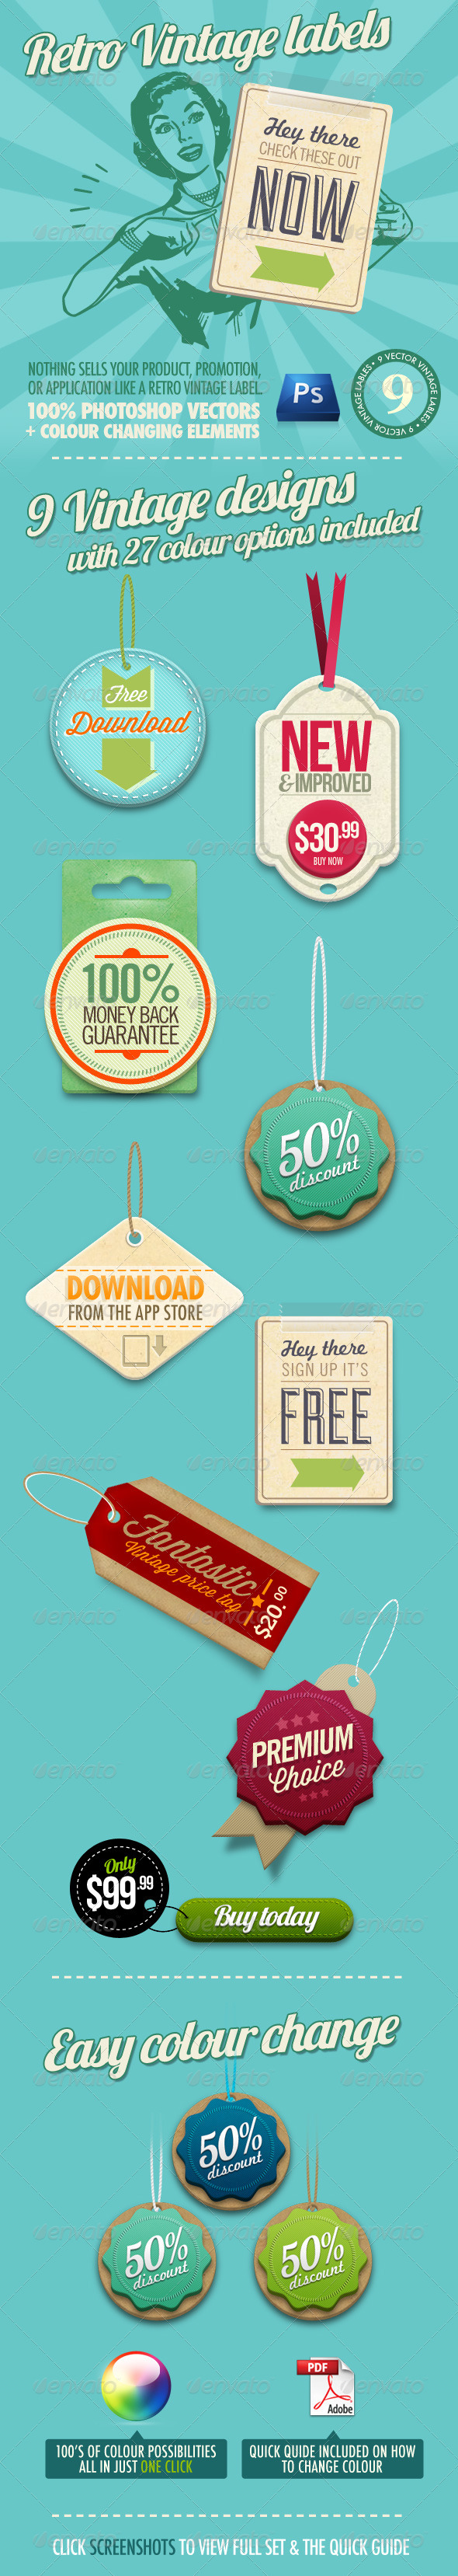 Retro Vintage labels
Hey there
CHECK THESE OUT
NOW
NOTHING SELLS YOUR PRODUCT, PROMOTION,
OR APPLICATION LIKE A RETRO VINTAGE LABEL.
100% PHOTOSHOP VECTORS
+ COLOUR CHANGING ELEMENTS
Ps
9 VECTOR VINTAGE LABLES • 9 VECTOR VINTAGE LABLES •
9
9 Vintage designs
with 27 colour options included
Free
Download
NEW
& IMPROVED
$30.99
BUY NOW
100%
MONEY BACK
GUARANTEE
50%
discount
DOWNLOAD
FROM THE APP STORE
Hey there
SIGN UP IT'S
FREE
Fantastic
Vintage price tag
$20.00
PREMIUM
Choice
Only
$99.99
Buy today
Easy colour change
50%
discount
50%
discount
50%
discount
PDF
Adobe
100'S OF COLOUR POSSIBILITIES
ALL IN JUST ONE CLICK
QUICK QUIDE INCLUDED ON HOW
TO CHANGE COLOUR
CLICK SCREENSHOTS TO VIEW FULL SET & THE QUICK GUIDE
envato